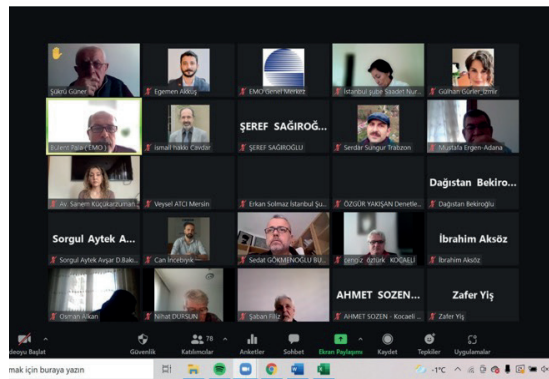 Şükrü Güner
Egemen Akkuş
EMO Genel Merkez
İstanbul şube Saadet Nur...
Gülhan Gürler_İzmir
Bülent Pala ( EMO )
İsmail Hakkı Cavdar
ŞEREF SAĞIROĞ...
ŞEREF SAĞIROĞLU
Serdar Sungur Trabzon
Mustafa Ergen-Adana
Av. Sanem Küçükarzuman
Veysel ATCI Mersin
Erkan Solmaz İstanbul Şu...
ÖZGÜR YAKIŞAN Denetle...
Dağıstan Bekiro...
Dağıstan Bekiroğlu
Sorgul Aytek A...
Sorgul Aytek Avşar D.Bakı...
Can İncebıyık
Sedat GÖKMENOĞLU BU...
cengiz öztürk KOCAELİ
İbrahim Aksöz
İbrahim Aksöz
Osman Alkan
Nihat DURSUN
Şaban Filiz
AHMET SOZEN...
AHMET SOZEN - Kocaeli ...
Zafer Yiş
Zafer Yiş
deoyu Başlat
Güvenlik
78
Katılımcılar
Anketler
Sohbet
Ekran Paylaşımı
Kaydet
Tepkiler
Uygulamalar
mak için buraya yazın
-1°C